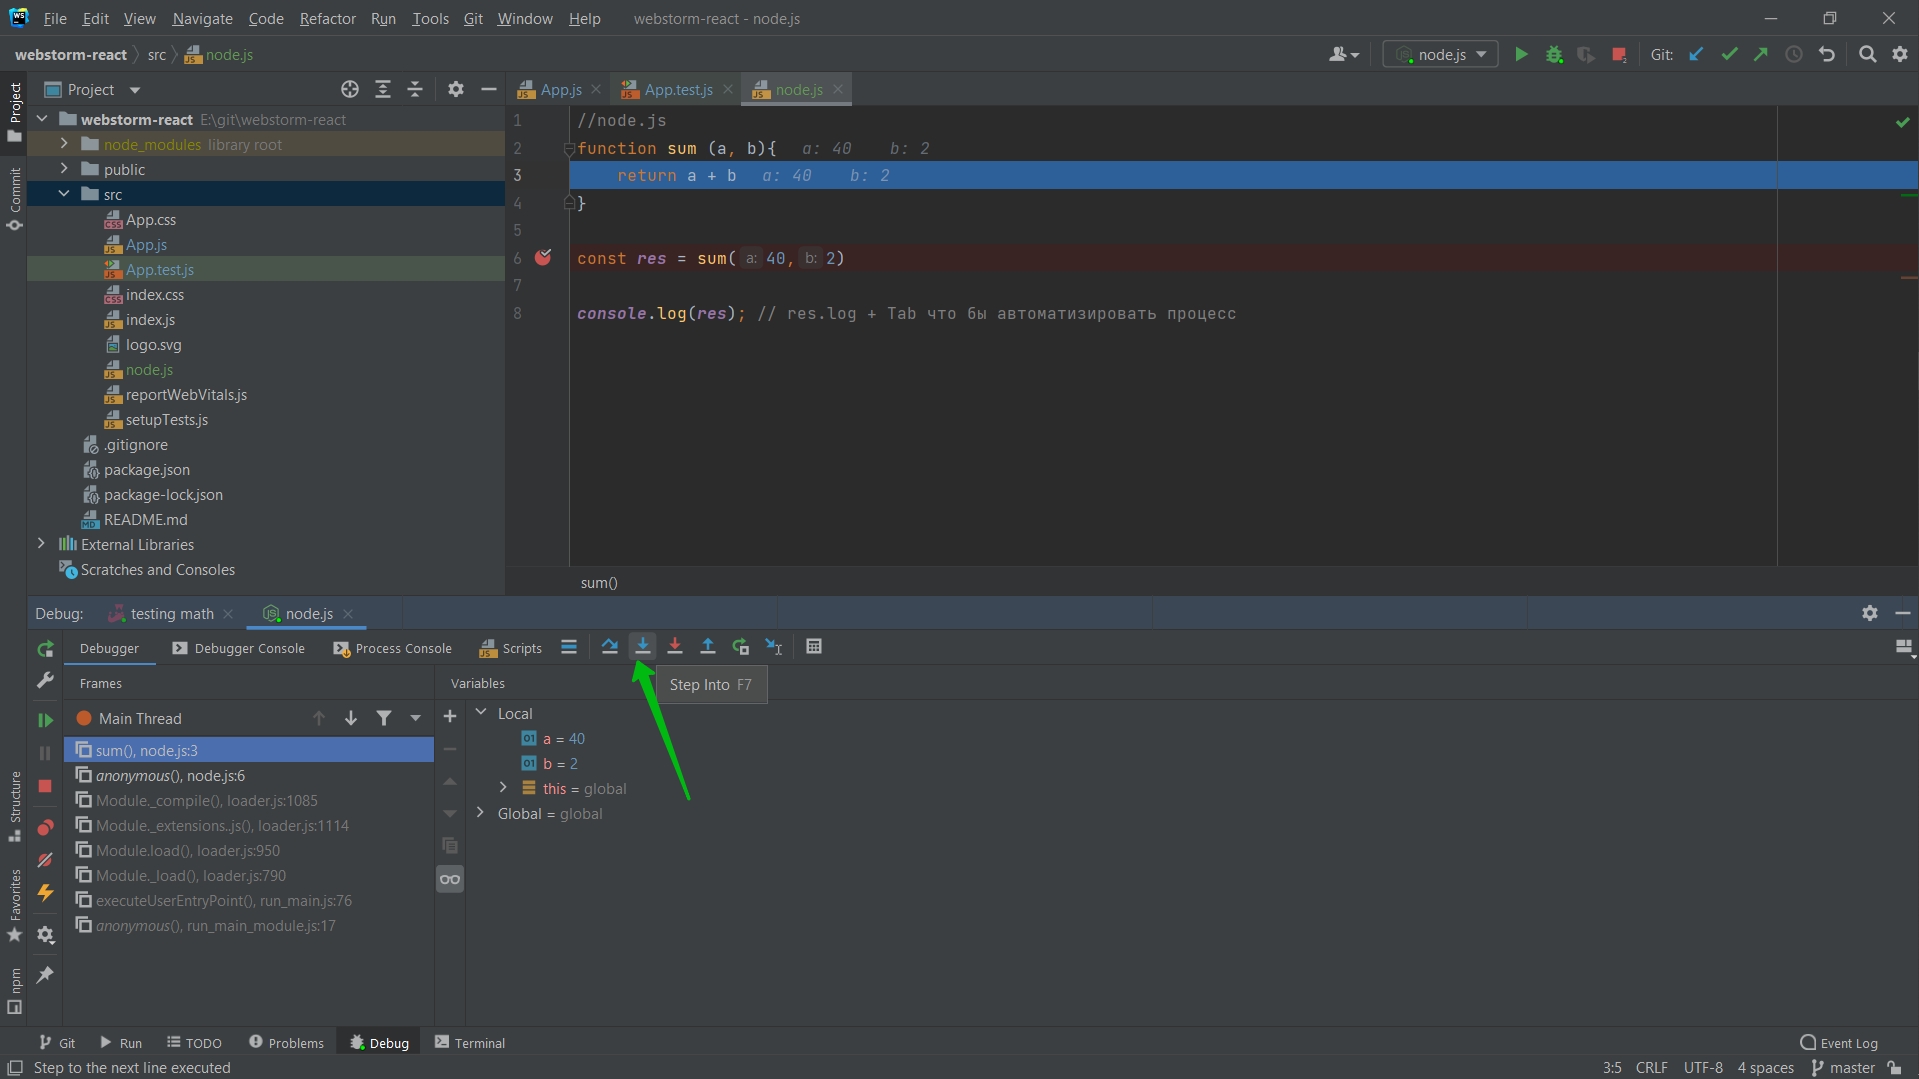 WS File Edit View Navigate Code Refactor Run Tools Git Window Help webstorm-react - node.js
webstorm-react src node.js node.js Git:
Project
Commit
Structure
Favorites
npm
Project
webstorm-react E:\git\webstorm-react
node_modules library root
public
src
App.css
App.js
App.test.js
index.css
index.js
logo.svg
node.js
reportWebVitals.js
setupTests.js
.gitignore
package.json
package-lock.json
README.md
External Libraries
Scratches and Consoles
App.js App.test.js node.js
1 //node.js
2 function sum (a, b){ a: 40 b: 2
3 return a + b a: 40 b: 2
4 }
5
6 const res = sum( a: 40, b: 2)
7
8 console.log(res); // res.log + Tab что бы автоматизировать процесс
sum()
Debug: testing math node.js
Debugger Debugger Console Process Console Scripts
Step Into F7
Frames
Main Thread
sum(), node.js:3
anonymous(), node.js:6
Module._compile(), loader.js:1085
Module._extensions..js(), loader.js:1114
Module.load(), loader.js:950
Module._load(), loader.js:790
executeUserEntryPoint(), run_main.js:76
anonymous(), run_main_module.js:17
Variables
Local
01 a = 40
01 b = 2
this = global
Global = global
Git Run TODO Problems Debug Terminal Event Log
Step to the next line executed 3:5 CRLF UTF-8 4 spaces master